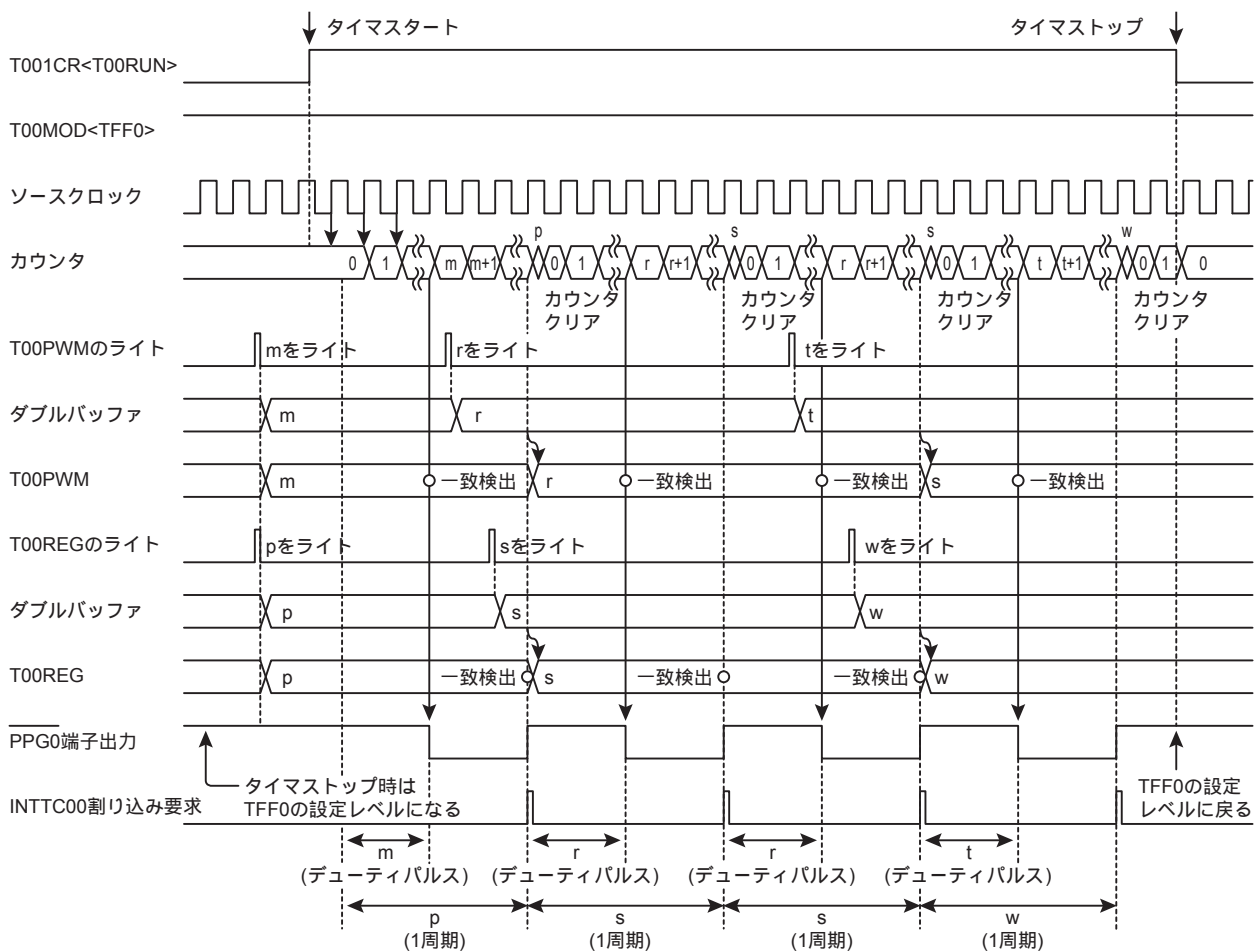 タイマスタート タイマストップ
T001CR<T00RUN>
T00MOD<TFF0>
ソースクロック
p s s w
カウンタ 0 1 m m+1 0 1 r r+1 0 1 r r+1 0 1 t t+1 0 1 0
カウンタ カウンタ カウンタ カウンタ
クリア クリア クリア クリア
T00PWMのライト mをライト rをライト tをライト
ダブルバッファ m r t
T00PWM m 一致検出 r 一致検出 一致検出 s 一致検出
T00REGのライト pをライト sをライト wをライト
ダブルバッファ p s w
T00REG p 一致検出 s 一致検出 一致検出 w
PPG0端子出力
タイマストップ時は
TFF0の設定レベルになる
TFF0の設定
レベルに戻る
INTTC00割り込み要求
m r r t
(デューティパルス) (デューティパルス) (デューティパルス) (デューティパルス)
p s s w
(1周期) (1周期) (1周期) (1周期)